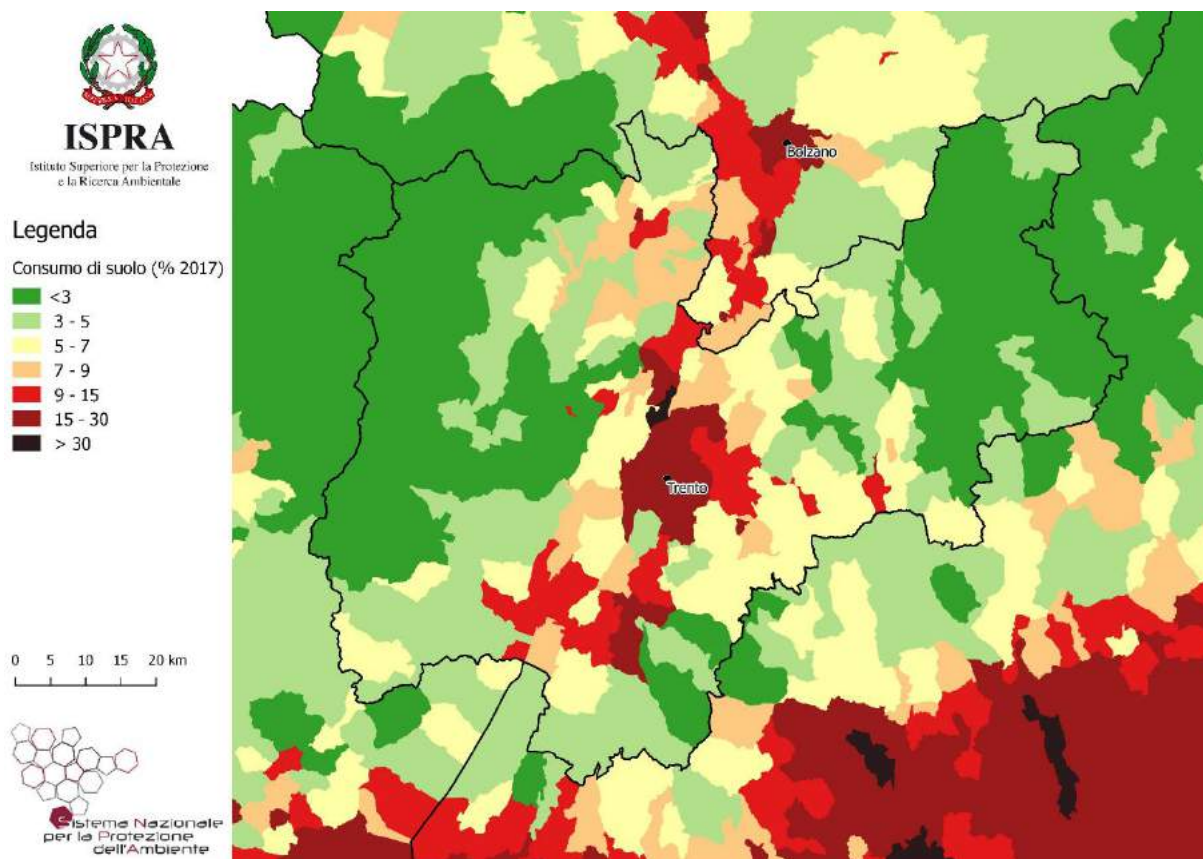 ISPRA
Istituto Superiore per la Protezione
e la Ricerca Ambientale
Legenda
Consumo di suolo (% 2017)
<3
3 - 5
5 - 7
7 - 9
9 - 15
15 - 30
> 30
0 5 10 15 20 km
Sistema Nazionale
per la Protezione
dell'Ambiente
Bolzano
Trento